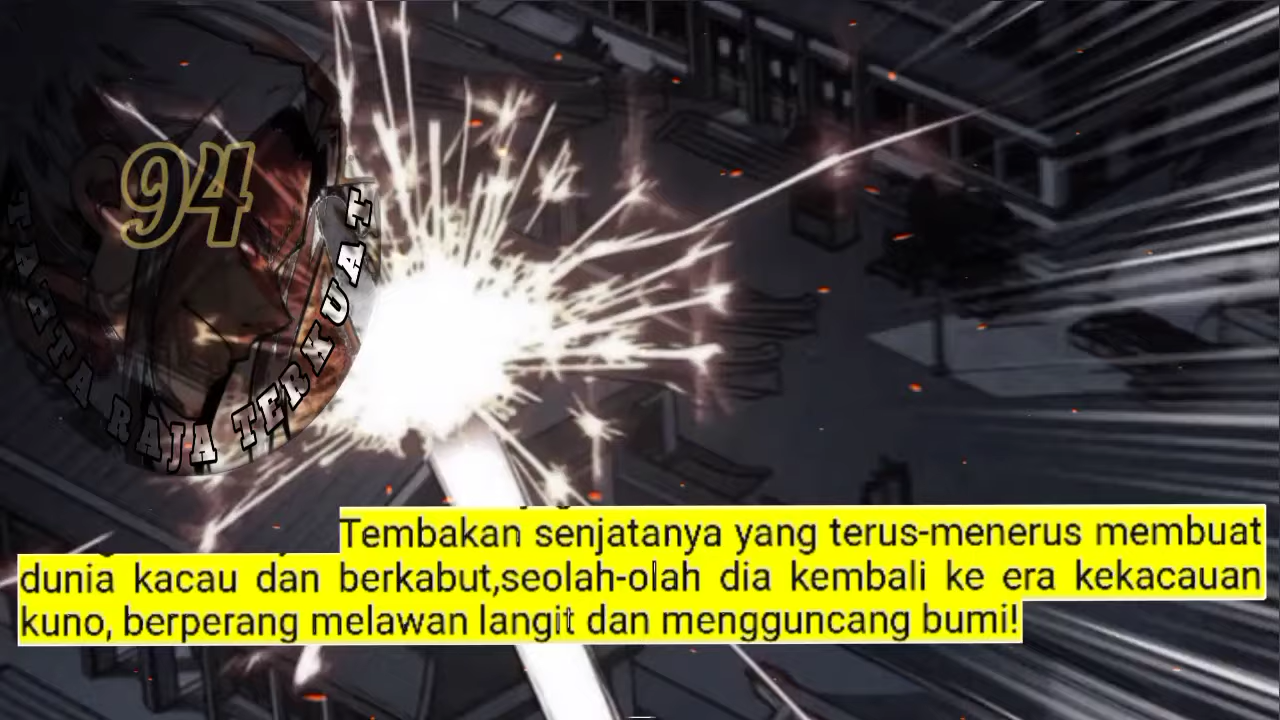 94
TAHTA RAJA TERKUAT
Tembakan senjatanya yang terus-menerus membuat
dunia kacau dan berkabut,seolah-olah dia kembali ke era kekacauan
kuno, berperang melawan langit dan mengguncang bumi!